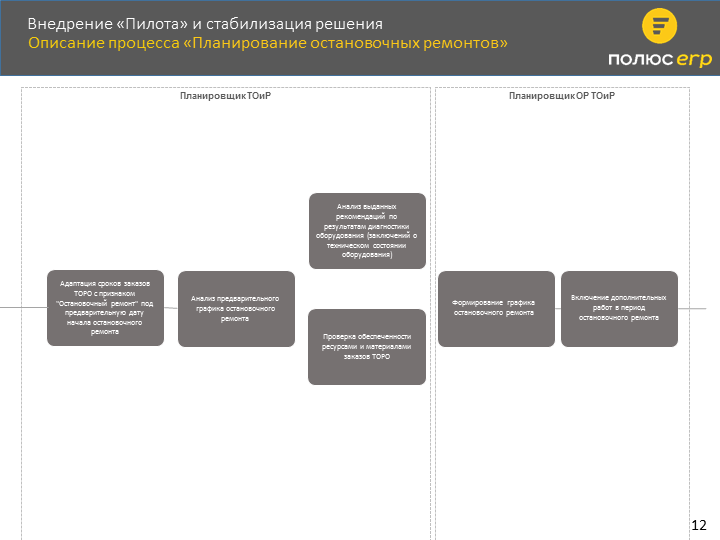 Внедрение «Пилота» и стабилизация решения
Описание процесса «Планирование остановочных ремонтов»
ПОЛЮС erp
Планировщик ТОиР
Планировщик ОР ТОиР
Адаптация сроков заказов
ТОРО с признаком
"Остановочный ремонт" под
предварительную дату
начала остановочного
ремонта
Анализ предварительного
графика остановочного
ремонта
Анализ выданных
рекомендаций по
результатам диагностики
оборудования (заключений о
техническом состоянии
оборудования)
Проверка обеспеченности
ресурсами и материалами
заказов ТОРО
Формирование графика
остановочного ремонта
Включение дополнительных
работ в период
остановочного ремонта
12